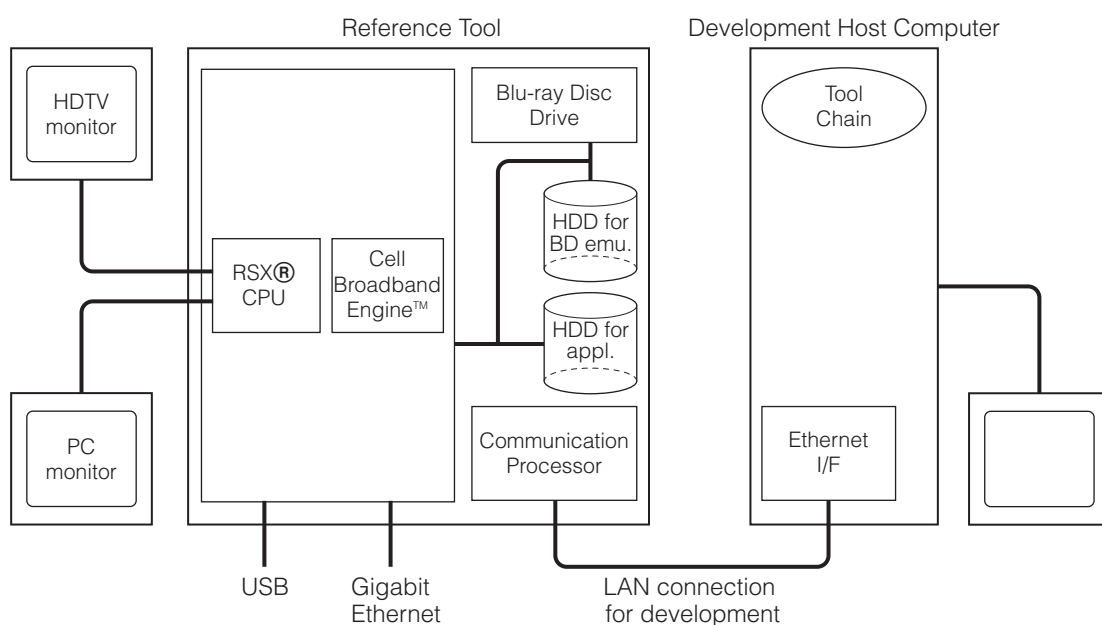 Reference Tool
Development Host Computer
HDTV
monitor
Blu-ray Disc
Drive
Tool
Chain
HDD for
BD emu.
RSX®
CPU
Cell
Broadband
Engine™
HDD for
appl.
PC
monitor
Communication
Processor
Ethernet
I/F
USB
Gigabit
Ethernet
LAN connection
for development